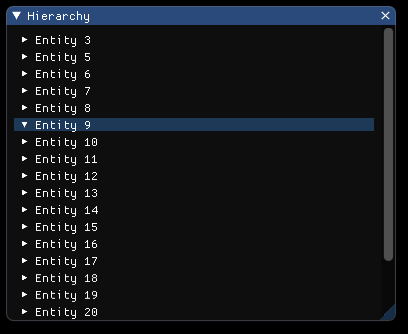 Hierarchy
Entity 3
Entity 5
Entity 6
Entity 7
Entity 8
Entity 9
Entity 10
Entity 11
Entity 12
Entity 13
Entity 14
Entity 15
Entity 16
Entity 17
Entity 18
Entity 19
Entity 20